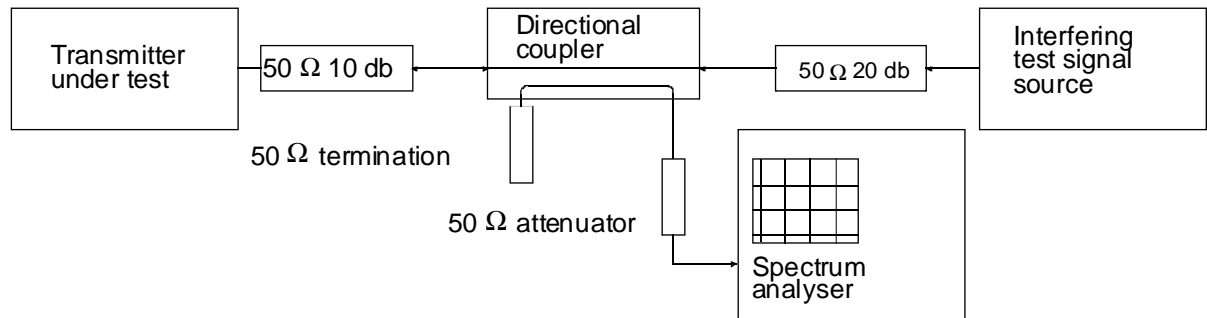 Transmitter
under test
50 Ω 10 db
Directional
coupler
50 Ω 20 db
Interfering
test signal
source
50 Ω termination
50 Ω attenuator
Spectrum
analyser